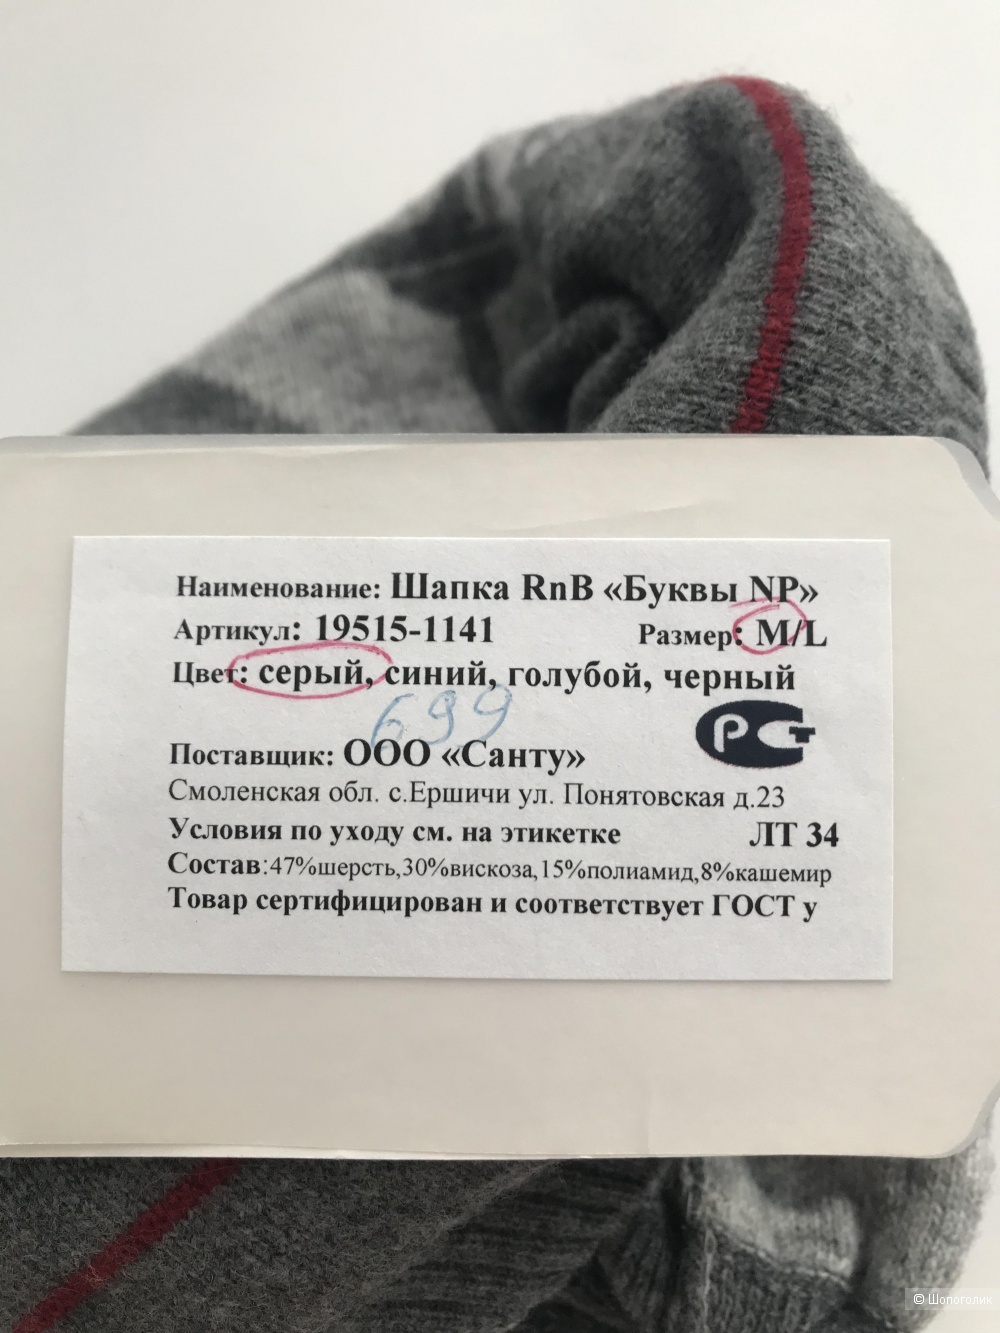 Наименование: Шапка RnB «Буквы NP»
Артикул: 19515-1141 Размер: M/L
Цвет: серый, синий, голубой, черный
699
РСТ
Поставщик: ООО «Санту»
Смоленская обл. с.Ершичи ул. Понятовская д.23
Условия по уходу см. на этикетке ЛТ 34
Состав:47%шерсть,30%вискоза,15%полиамид,8%кашемир
Товар сертифицирован и соответствует ГОСТ у
© Шопоголик